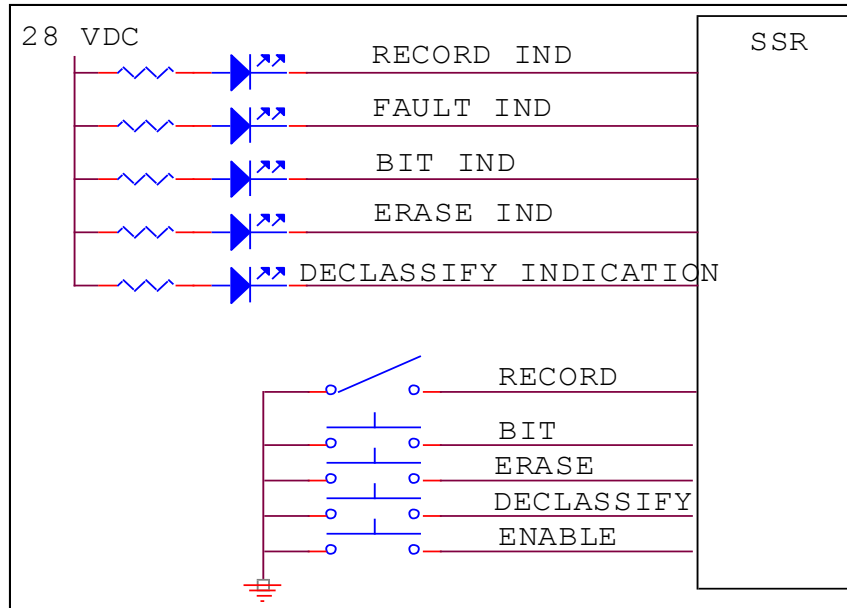 28 VDC
SSR
RECORD IND
FAULT IND
BIT IND
ERASE IND
DECLASSIFY INDICATION
RECORD
BIT
ERASE
DECLASSIFY
ENABLE